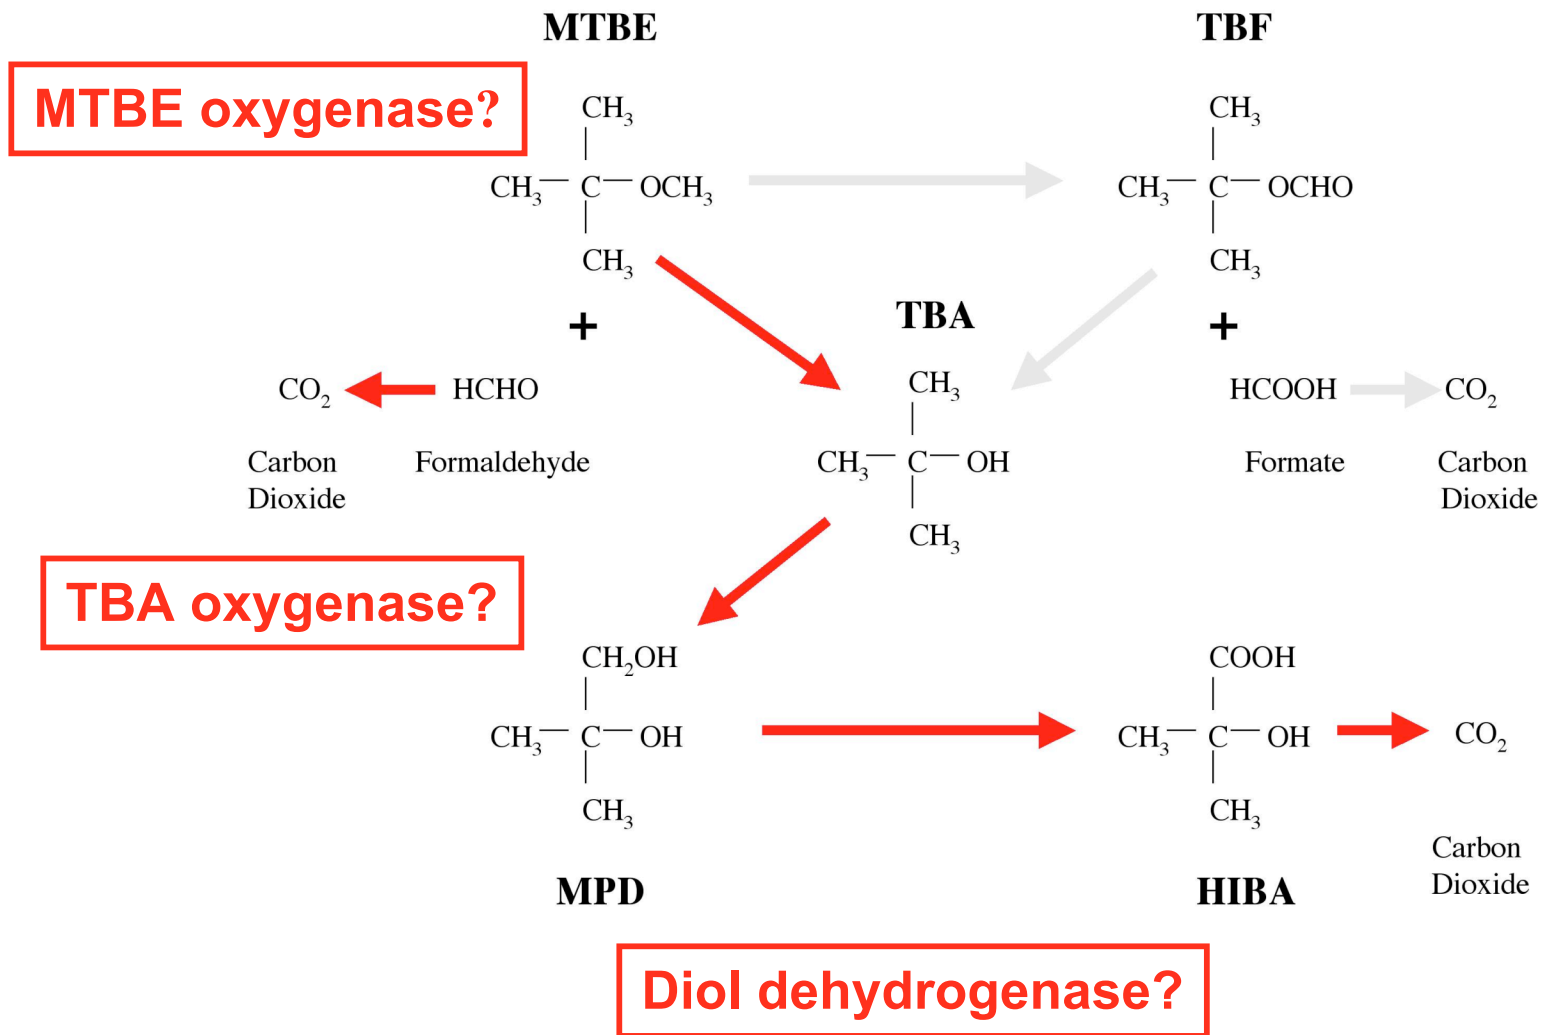 MTBE
TBF
MTBE oxygenase?
CH₃
CH₃
CH₃ — C — OCH₃
CH₃ — C — OCHO
CH₃
CH₃
+
TBA
+
CO₂
HCHO
CH₃
HCOOH
CO₂
Carbon
Dioxide
Formaldehyde
CH₃ — C — OH
Formate
Carbon
Dioxide
CH₃
TBA oxygenase?
CH₂OH
COOH
CH₃ — C — OH
CH₃ — C — OH
CO₂
CH₃
CH₃
Carbon
Dioxide
MPD
HIBA
Diol dehydrogenase?